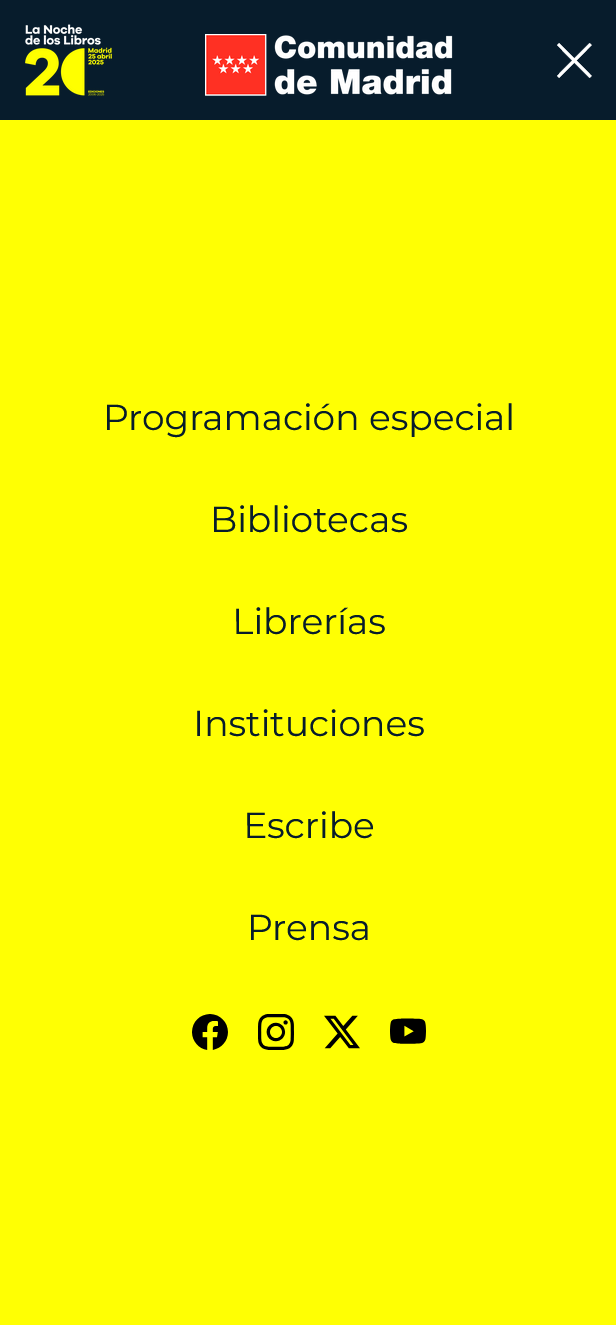 La Noche
de los Libros
20
Madrid
25 abril
2025
Comunidad
de Madrid
Programación especial
Bibliotecas
Librerías
Instituciones
Escribe
Prensa